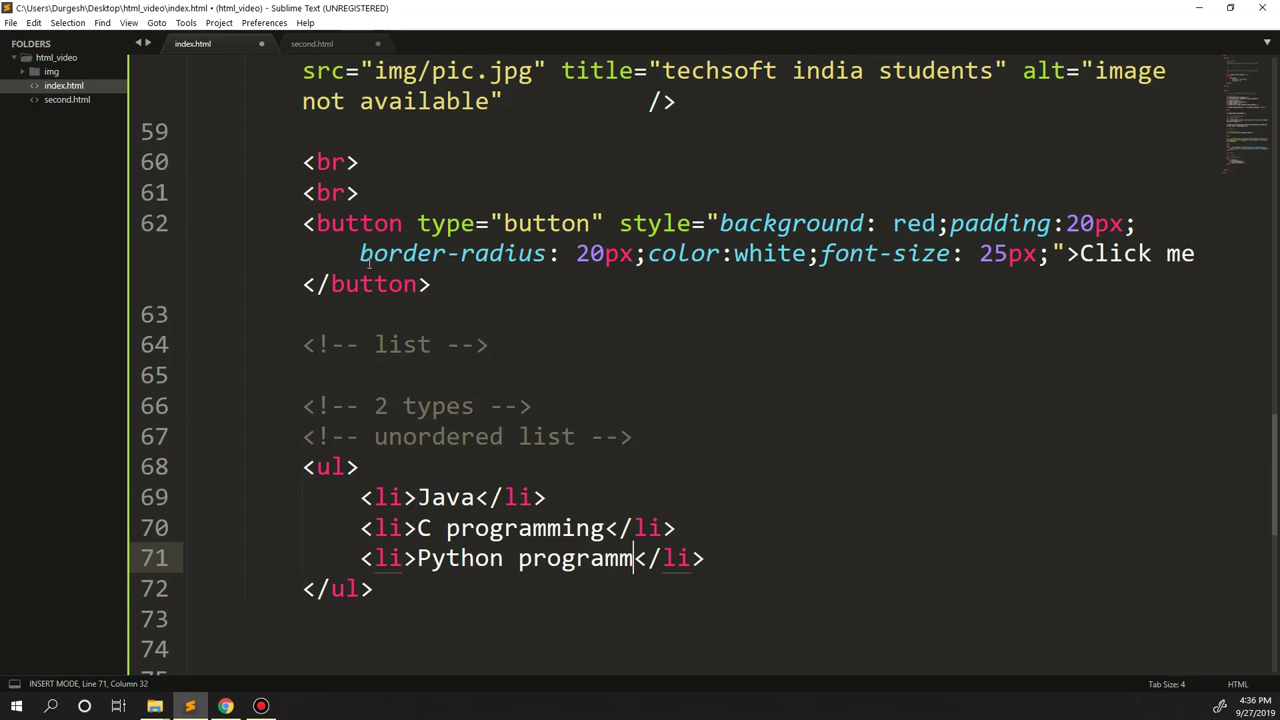 C:\Users\Durgesh\Desktop\html_video\index.html • (html_video) - Sublime Text (UNREGISTERED)
File Edit Selection Find View Goto Tools Project Preferences Help
FOLDERS
html_video
img
index.html
second.html
index.html
second.html
src="img/pic.jpg" title="techsoft india students" alt="image
not available" />
59
60 <br>
61 <br>
62 <button type="button" style="background: red;padding:20px;
border-radius: 20px;color:white;font-size: 25px;">Click me
</button>
63
64 <!-- list -->
65
66 <!-- 2 types -->
67 <!-- unordered list -->
68 <ul>
69 <li>Java</li>
70 <li>C programming</li>
71 <li>Python programm</li>
72 </ul>
73
74
INSERT MODE, Line 71, Column 32
Tab Size: 4
HTML
4:36 PM
9/27/2019